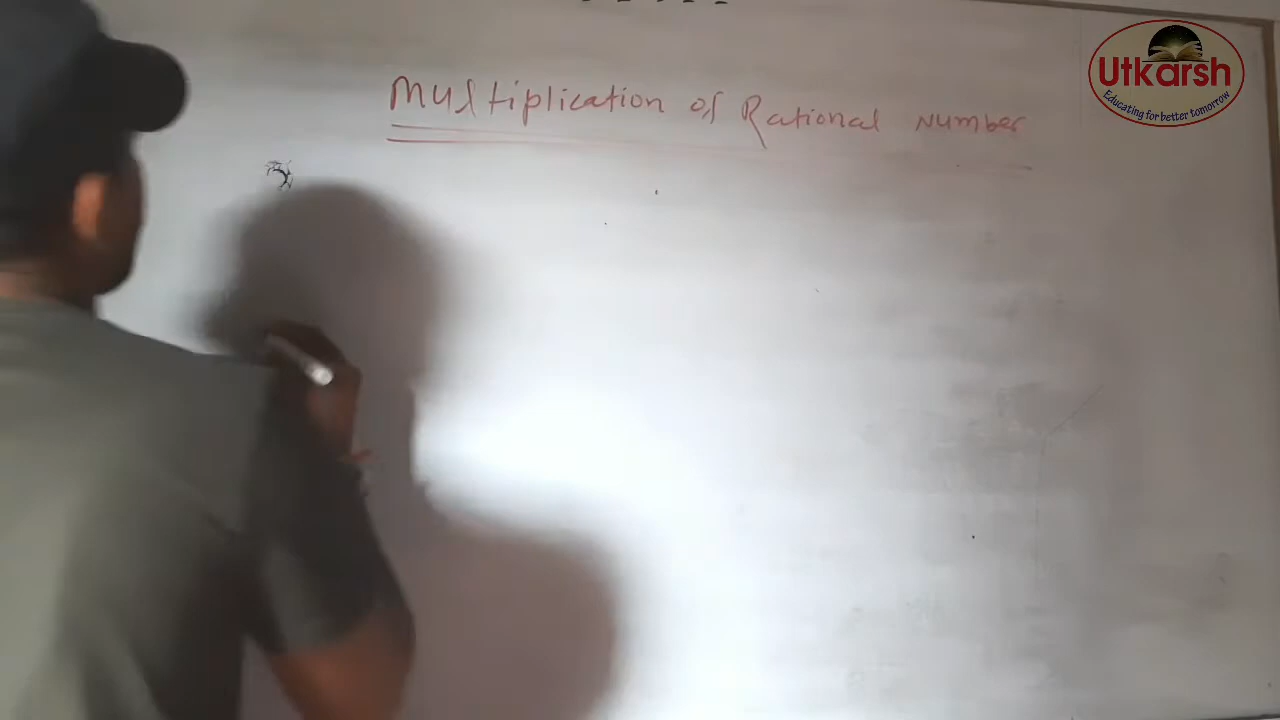 Utkarsh
Educating for better tomorrow
Multiplication of Rational Number